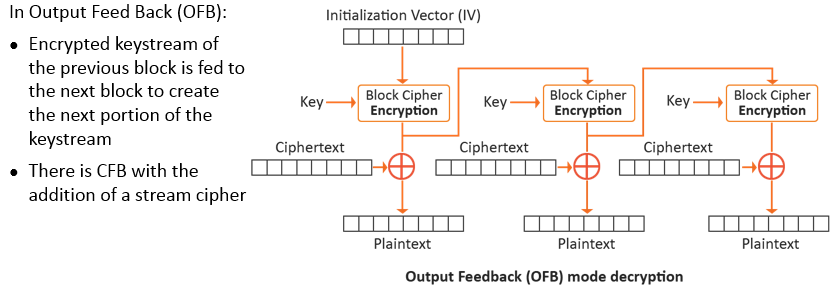 In Output Feed Back (OFB):
• Encrypted keystream of
the previous block is fed to
the next block to create
the next portion of the
keystream
• There is CFB with the
addition of a stream cipher
Initialization Vector (IV)
Key
Block Cipher
Encryption
Key
Block Cipher
Encryption
Key
Block Cipher
Encryption
Ciphertext
Ciphertext
Ciphertext
Plaintext
Plaintext
Plaintext
Output Feedback (OFB) mode decryption